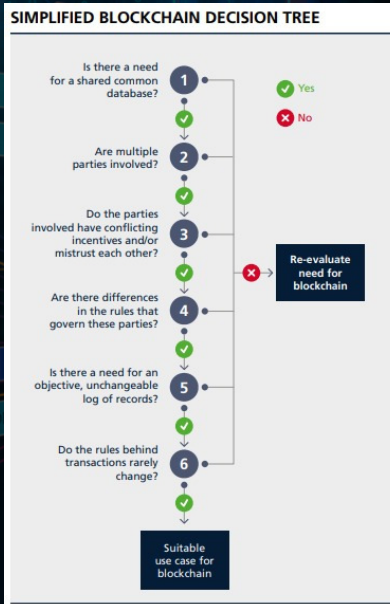 SIMPLIFIED BLOCKCHAIN DECISION TREE
Is there a need
for a shared common
database?
1
Yes
No
Are multiple
parties involved?
2
Do the parties
involved have conflicting
incentives and/or
mistrust each other?
3
Re-evaluate
need for
blockchain
Are there differences
in the rules that
govern these parties?
4
Is there a need for an
objective, unchangeable
log of records?
5
Do the rules behind
transactions rarely
change?
6
Suitable
use case for
blockchain